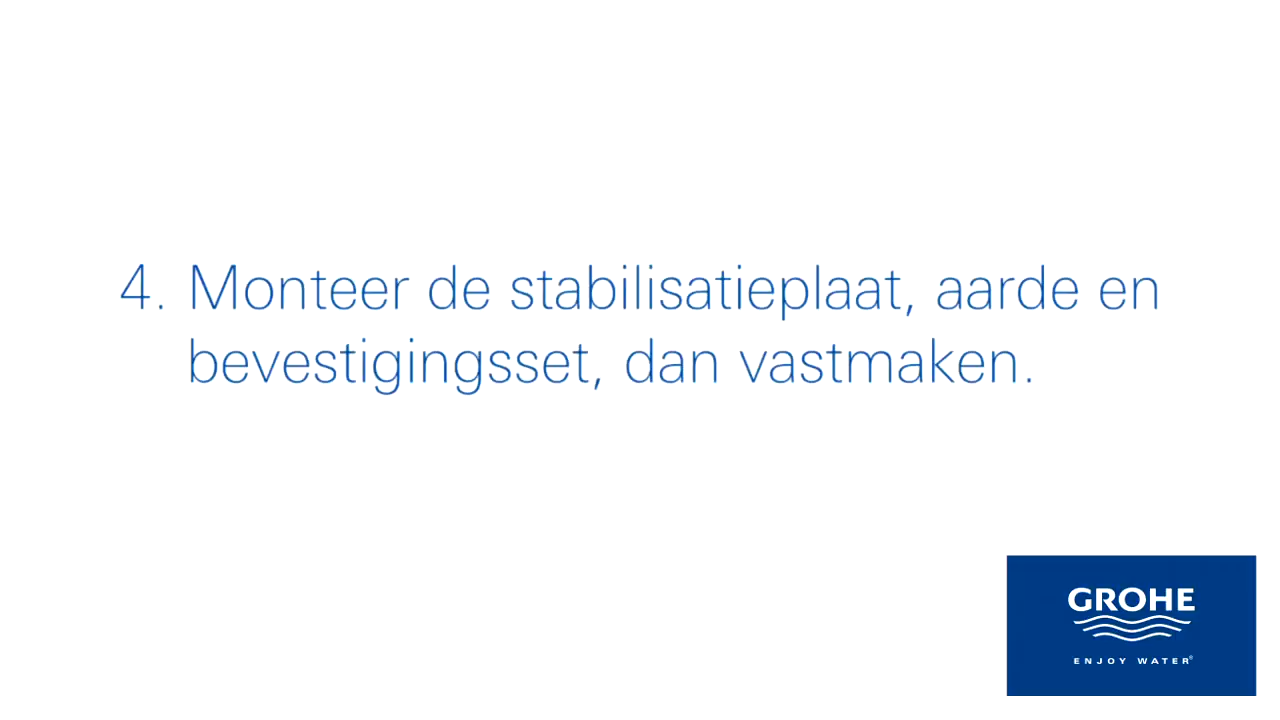 4. Monteer de stabilisatieplaat, aarde en
bevestigingsset, dan vastmaken.
GROHE
ENJOY WATER®